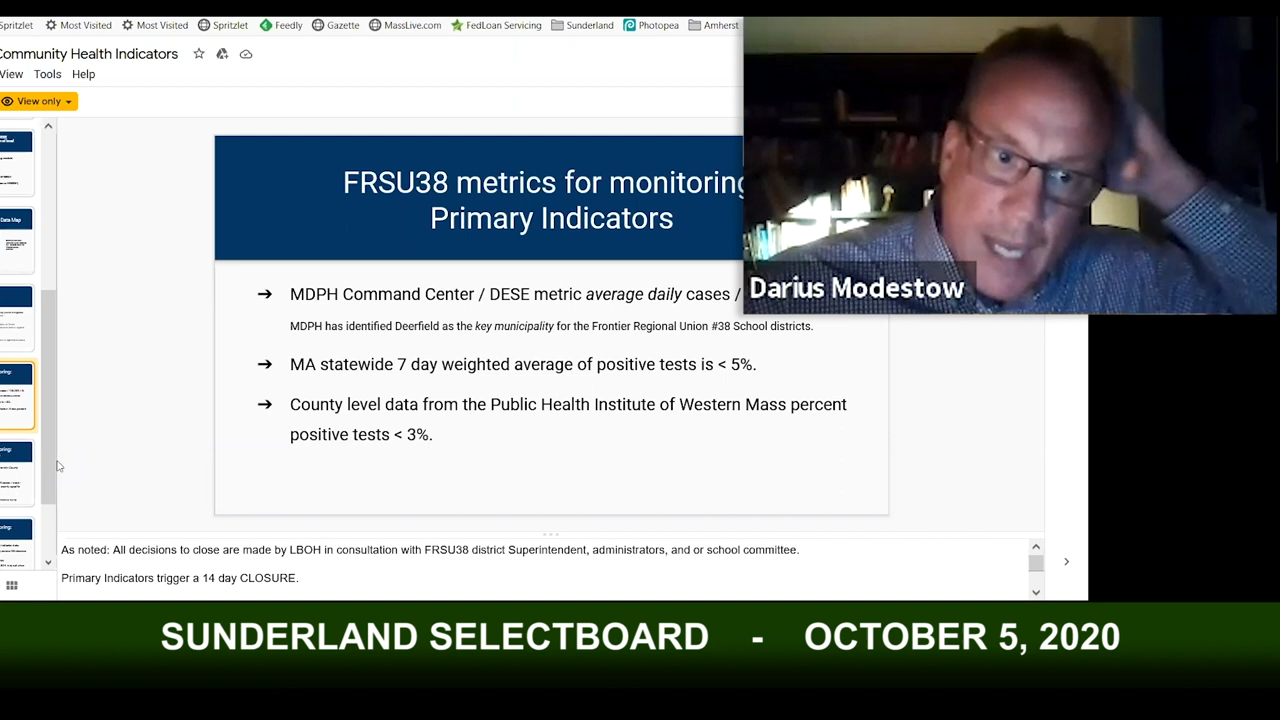 Spritzlet Most Visited Most Visited Spritzlet Feedly Gazette MassLive.com FedLoan Servicing Sunderland Photopea Amherst
Community Health Indicators
View Tools Help
View only
FRSU38 metrics for monitoring
Primary Indicators
➔ MDPH Command Center / DESE metric average daily cases /
MDPH has identified Deerfield as the key municipality for the Frontier Regional Union #38 School districts.
➔ MA statewide 7 day weighted average of positive tests is < 5%.
➔ County level data from the Public Health Institute of Western Mass percent
positive tests < 3%.
As noted: All decisions to close are made by LBOH in consultation with FRSU38 district Superintendent, administrators, and or school committee.
Primary Indicators trigger a 14 day CLOSURE.
Darius Modestow
SUNDERLAND SELECTBOARD - OCTOBER 5, 2020